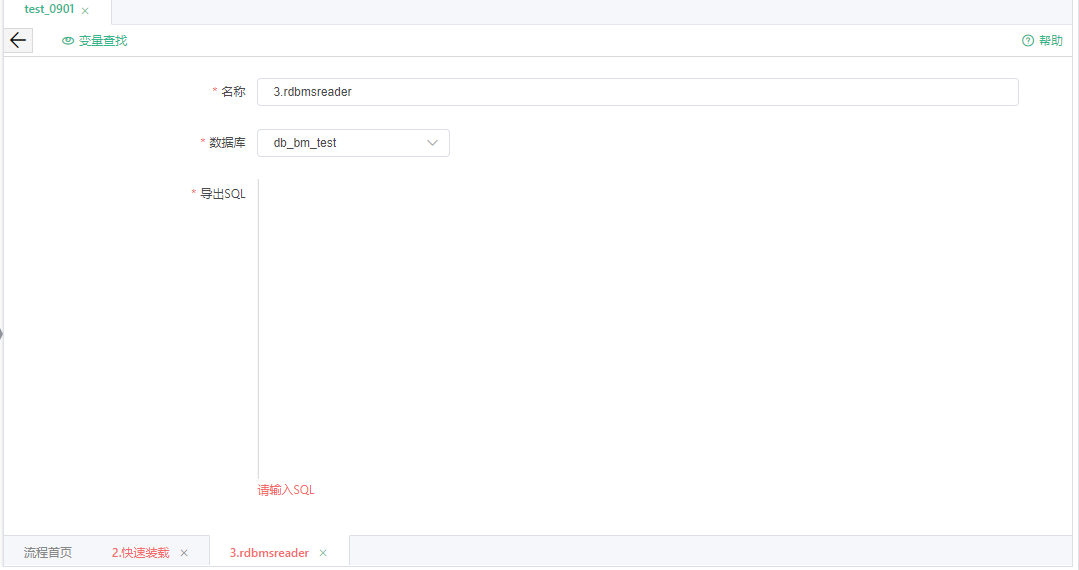 test_0901
变量查找
帮助
* 名称 3.rdbmsreader
* 数据库 db_bm_test
* 导出SQL
请输入SQL
流程首页 2.快速装载 3.rdbmsreader